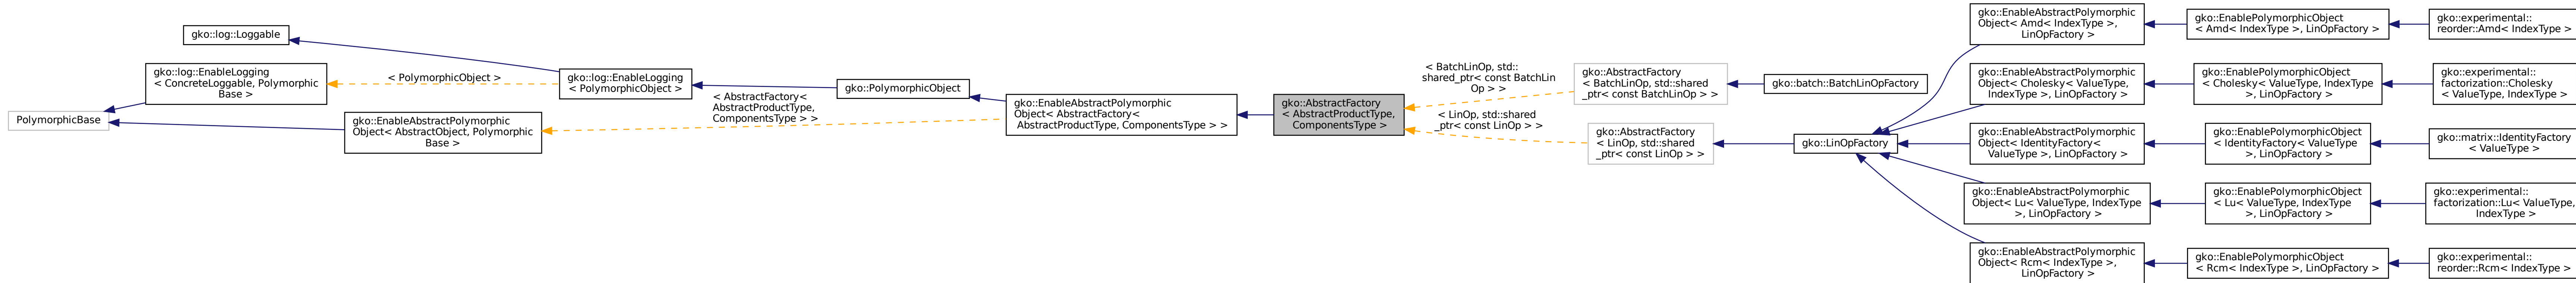 PolymorphicBase
gko::log::Loggable
gko::log::EnableLogging
< ConcreteLoggable, Polymorphic
Base >
gko::EnableAbstractPolymorphic
Object< AbstractObject, Polymorphic
Base >
< PolymorphicObject >
gko::log::EnableLogging
< PolymorphicObject >
< AbstractFactory<
AbstractProductType,
ComponentsType > >
gko::PolymorphicObject
gko::EnableAbstractPolymorphic
Object< AbstractFactory<
AbstractProductType, ComponentsType > >
gko::AbstractFactory
< AbstractProductType,
ComponentsType >
< BatchLinOp, std::
shared_ptr< const BatchLin
Op > >
< LinOp, std::shared
_ptr< const LinOp > >
gko::AbstractFactory
< BatchLinOp, std::shared
_ptr< const BatchLinOp > >
gko::AbstractFactory
< LinOp, std::shared
_ptr< const LinOp > >
gko::batch::BatchLinOpFactory
gko::LinOpFactory
gko::EnableAbstractPolymorphic
Object< Amd< IndexType >,
LinOpFactory >
gko::EnablePolymorphicObject
< Amd< IndexType >, LinOpFactory >
gko::experimental::
reorder::Amd< IndexType >
gko::EnableAbstractPolymorphic
Object< Cholesky< ValueType,
IndexType >, LinOpFactory >
gko::EnablePolymorphicObject
< Cholesky< ValueType, IndexType
>, LinOpFactory >
gko::experimental::
factorization::Cholesky
< ValueType, IndexType >
gko::EnableAbstractPolymorphic
Object< IdentityFactory<
ValueType >, LinOpFactory >
gko::EnablePolymorphicObject
< IdentityFactory< ValueType
>, LinOpFactory >
gko::matrix::IdentityFactory
< ValueType >
gko::EnableAbstractPolymorphic
Object< Lu< ValueType, IndexType
>, LinOpFactory >
gko::EnablePolymorphicObject
< Lu< ValueType, IndexType
>, LinOpFactory >
gko::experimental::
factorization::Lu< ValueType,
IndexType >
gko::EnableAbstractPolymorphic
Object< Rcm< IndexType >,
LinOpFactory >
gko::EnablePolymorphicObject
< Rcm< IndexType >, LinOpFactory >
gko::experimental::
reorder::Rcm< IndexType >